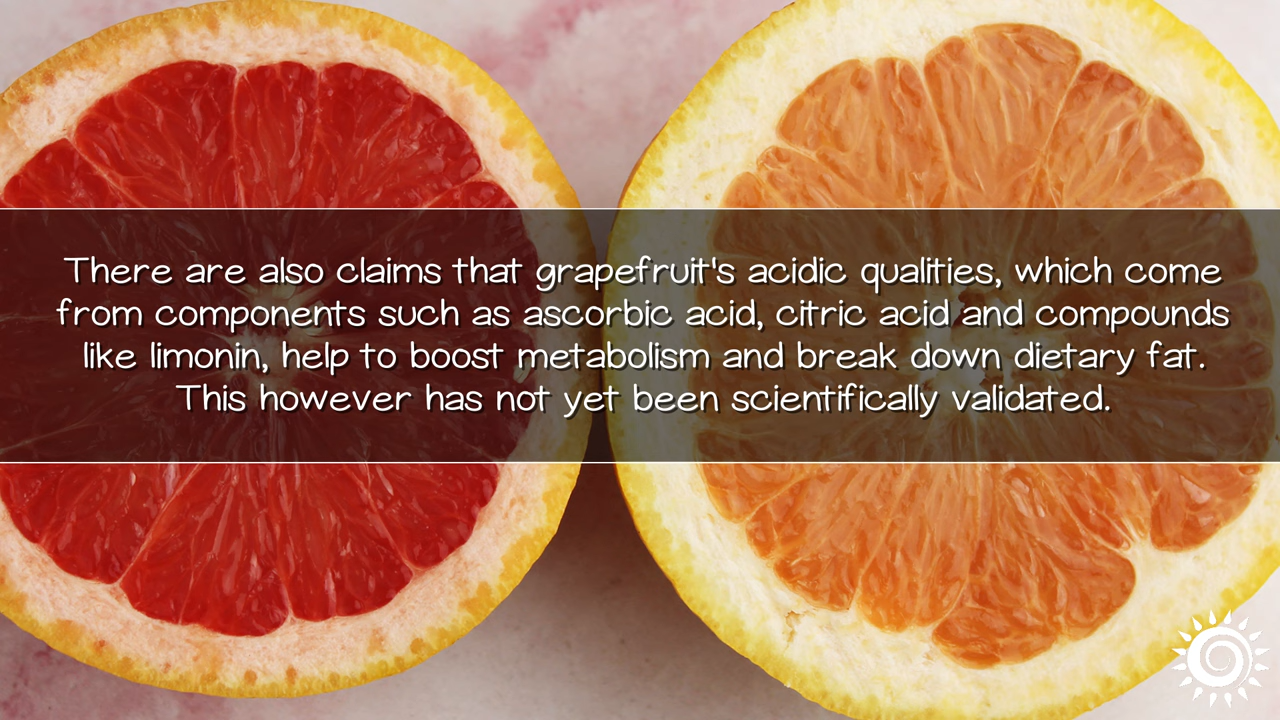 There are also claims that grapefruit's acidic qualities, which come
from components such as ascorbic acid, citric acid and compounds
like limonin, help to boost metabolism and break down dietary fat.
This however has not yet been scientifically validated.